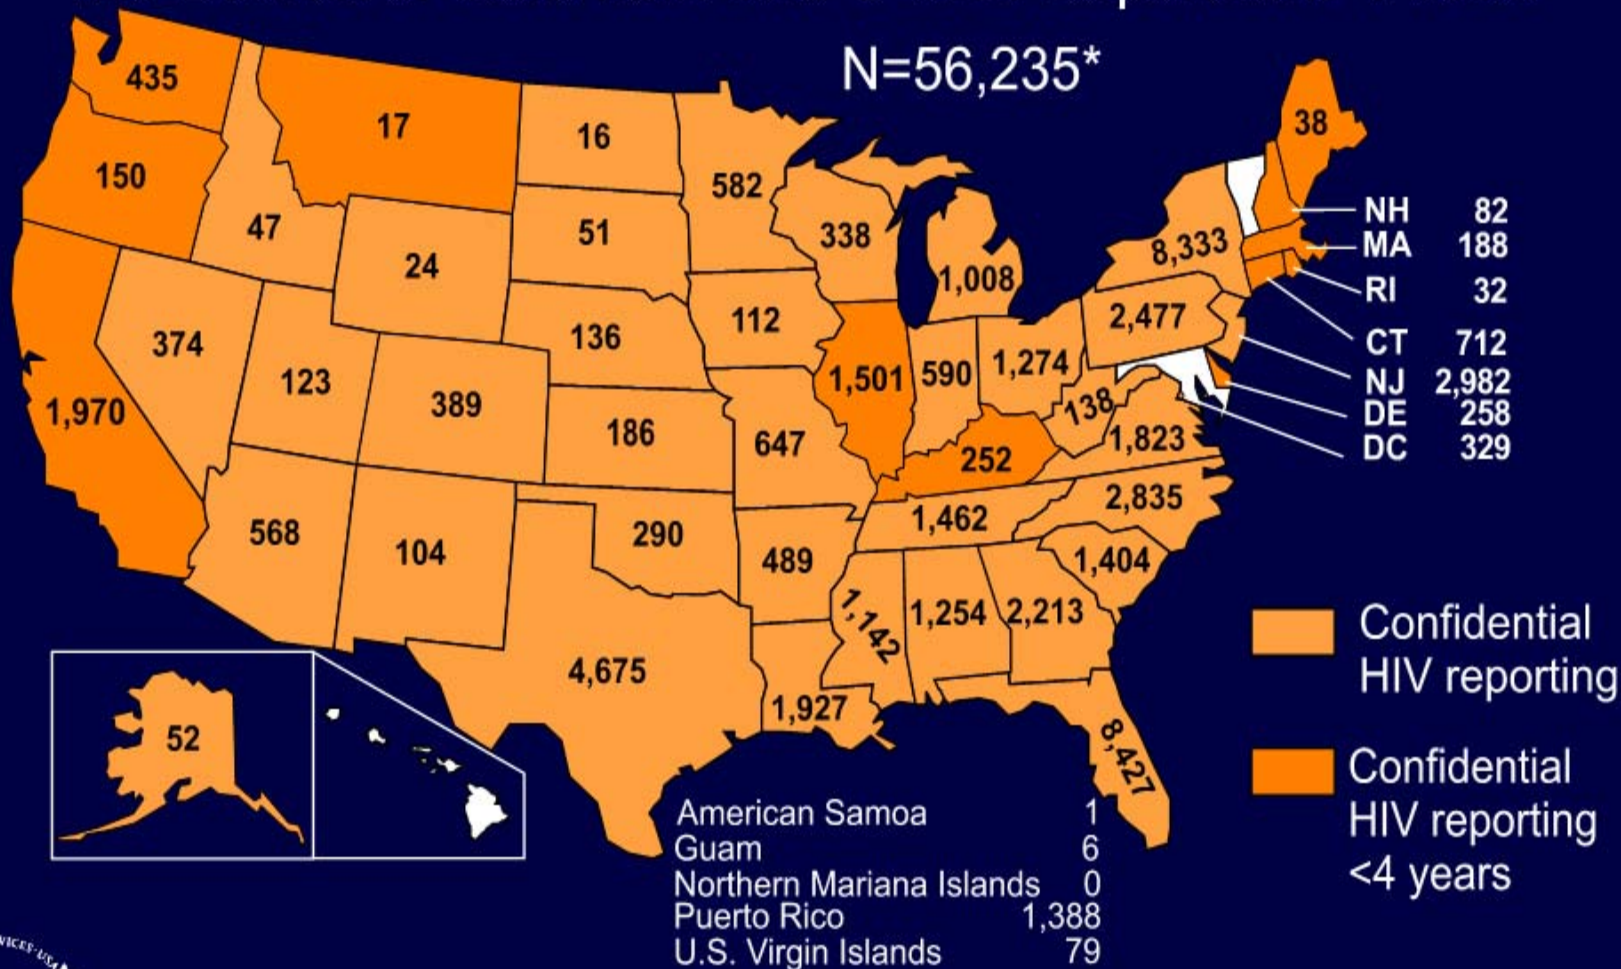 N=56,235*
435
17
16
38
150
582
47
51
338
8,333
NH 82
MA 188
RI 32
CT 712
NJ 2,982
DE 258
DC 329
24
1,008
374
136
112
2,477
123
389
1,501
590
1,274
1,970
186
647
138
1,823
252
568
104
290
1,462
2,835
489
1,404
1,142
1,254
2,213
4,675
1,927
8,427
52
Confidential
HIV reporting
Confidential
HIV reporting
<4 years
American Samoa 1
Guam 6
Northern Mariana Islands 0
Puerto Rico 1,388
U.S. Virgin Islands 79